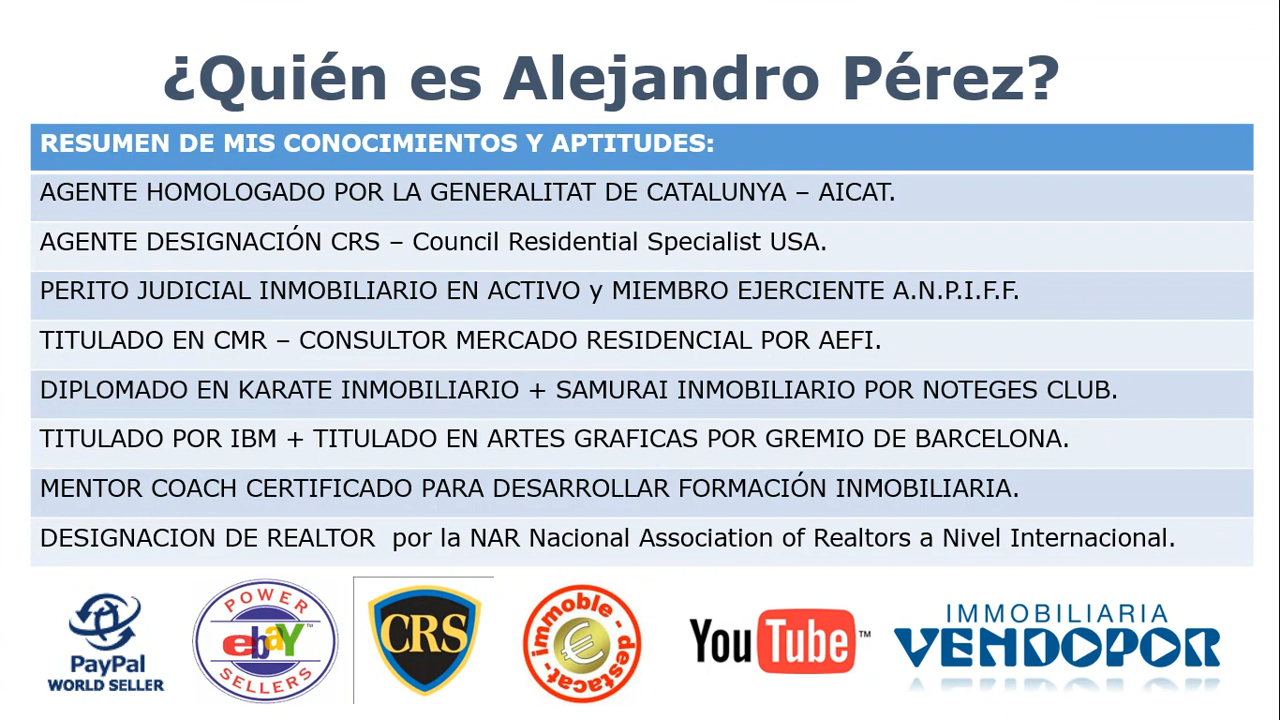 ¿Quién es Alejandro Pérez?
RESUMEN DE MIS CONOCIMIENTOS Y APTITUDES:
AGENTE HOMOLOGADO POR LA GENERALITAT DE CATALUNYA – AICAT.
AGENTE DESIGNACIÓN CRS – Council Residential Specialist USA.
PERITO JUDICIAL INMOBILIARIO EN ACTIVO y MIEMBRO EJERCIENTE A.N.P.I.F.F.
TITULADO EN CMR – CONSULTOR MERCADO RESIDENCIAL POR AEFI.
DIPLOMADO EN KARATE INMOBILIARIO + SAMURAI INMOBILIARIO POR NOTEGES CLUB.
TITULADO POR IBM + TITULADO EN ARTES GRAFICAS POR GREMIO DE BARCELONA.
MENTOR COACH CERTIFICADO PARA DESARROLLAR FORMACIÓN INMOBILIARIA.
DESIGNACION DE REALTOR  por la NAR Nacional Association of Realtors a Nivel Internacional.
PayPal
WORLD SELLER
POWER
ebaY™
SELLERS
CRS
immoble - destacat -
€
YouTube™
IMMOBILIARIA
VENDOPOR